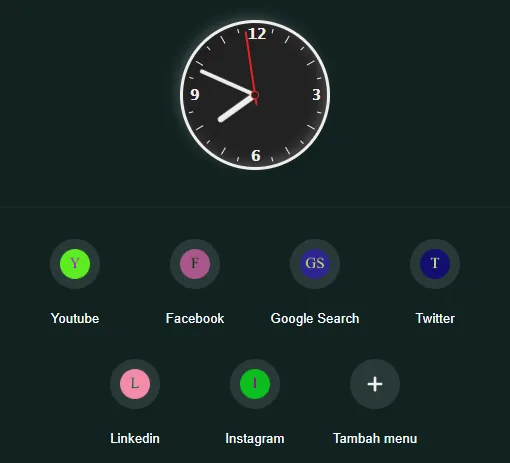 12
9
3
6
Y
F
GS
T
Youtube
Facebook
Google Search
Twitter
L
I
Linkedin
Instagram
Tambah menu